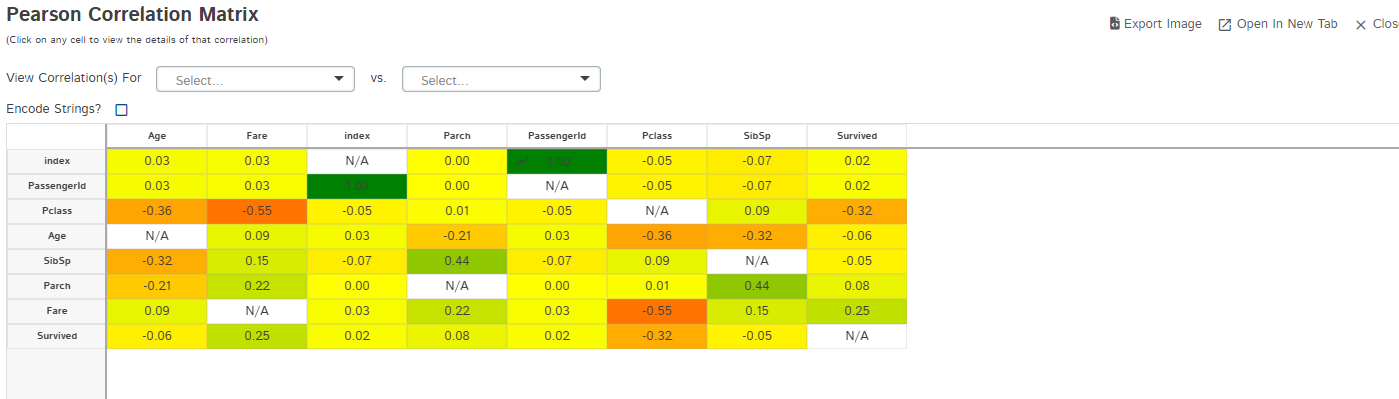 Pearson Correlation Matrix
Export Image Open In New Tab Clos
(Click on any cell to view the details of that correlation)
View Correlation(s) For Select... vs. Select...
Encode Strings?
Age Fare index Parch PassengerId Pclass SibSp Survived
index 0.03 0.03 N/A 0.00 1.00 -0.05 -0.07 0.02
PassengerId 0.03 0.03 1.00 0.00 N/A -0.05 -0.07 0.02
Pclass -0.36 -0.55 -0.05 0.01 -0.05 N/A 0.09 -0.32
Age N/A 0.09 0.03 -0.21 0.03 -0.36 -0.32 -0.06
SibSp -0.32 0.15 -0.07 0.44 -0.07 0.09 N/A -0.05
Parch -0.21 0.22 0.00 N/A 0.00 0.01 0.44 0.08
Fare 0.09 N/A 0.03 0.22 0.03 -0.55 0.15 0.25
Survived -0.06 0.25 0.02 0.08 0.02 -0.32 -0.05 N/A